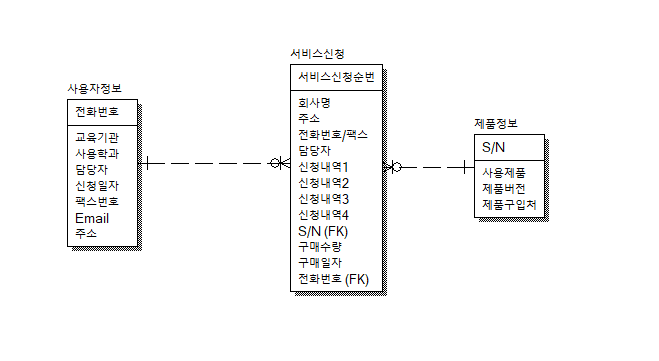 사용자정보
전화번호
교육기관
사용학과
담당자
신청일자
팩스번호
Email
주소
서비스신청
서비스신청순번
회사명
주소
전화번호/팩스
담당자
신청내역1
신청내역2
신청내역3
신청내역4
S/N (FK)
구매수량
구매일자
전화번호 (FK)
제품정보
S/N
사용제품
제품버전
제품구입처